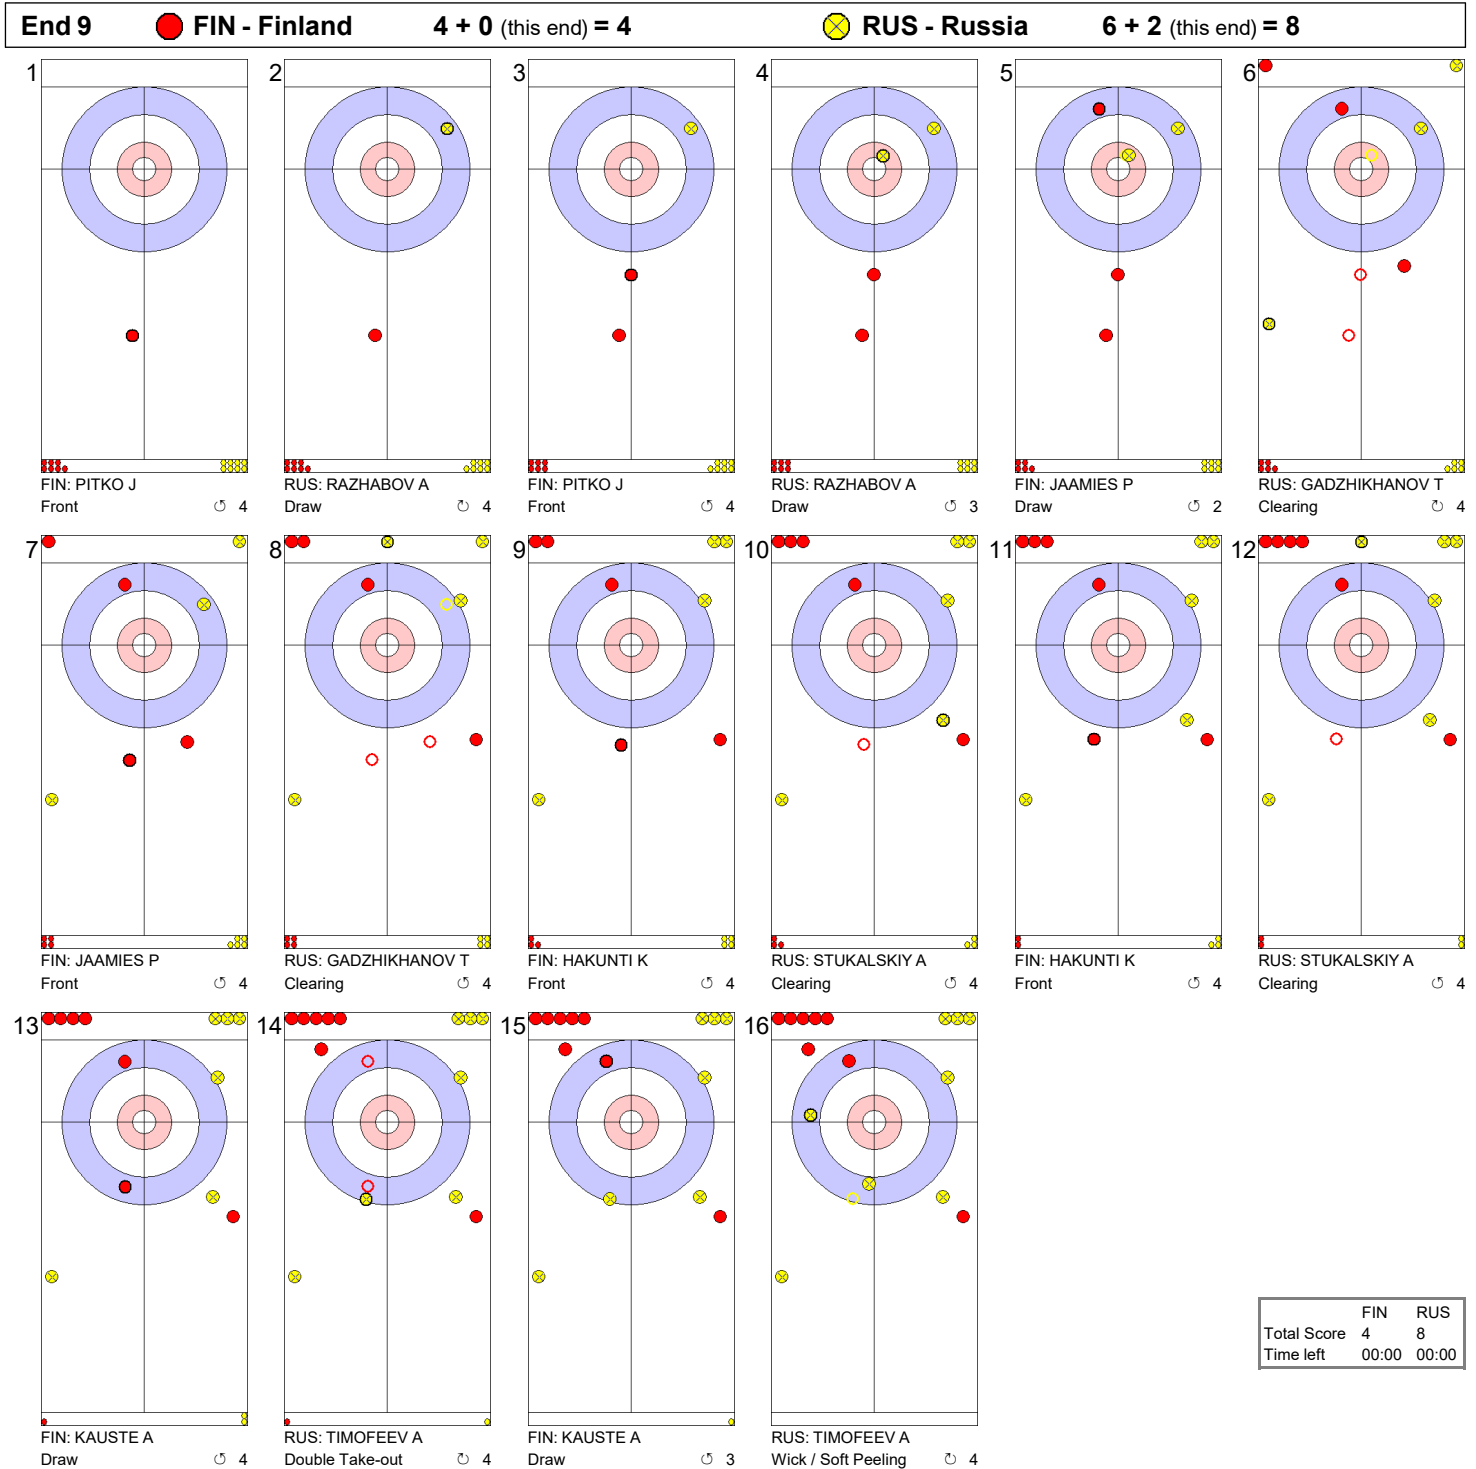 End 9 FIN - Finland 4 + 0 (this end) = 4 RUS - Russia 6 + 2 (this end) = 8
1 2 3 4 5 6
FIN: PITKO J RUS: RAZHABOV A FIN: PITKO J RUS: RAZHABOV A FIN: JAAMIES P RUS: GADZHIKHANOV T
Front ↺ 4 Draw ↻ 4 Front ↺ 4 Draw ↺ 3 Draw ↺ 2 Clearing ↻ 4
7 8 9 10 11 12
FIN: JAAMIES P RUS: GADZHIKHANOV T FIN: HAKUNTI K RUS: STUKALSKIY A FIN: HAKUNTI K RUS: STUKALSKIY A
Front ↺ 4 Clearing ↺ 4 Front ↺ 4 Clearing ↺ 4 Front ↺ 4 Clearing ↺ 4
13 14 15 16
FIN RUS
Total Score 4 8
Time left 00:00 00:00
FIN: KAUSTE A RUS: TIMOFEEV A FIN: KAUSTE A RUS: TIMOFEEV A
Draw ↺ 4 Double Take-out ↻ 4 Draw ↺ 3 Wick / Soft Peeling ↻ 4